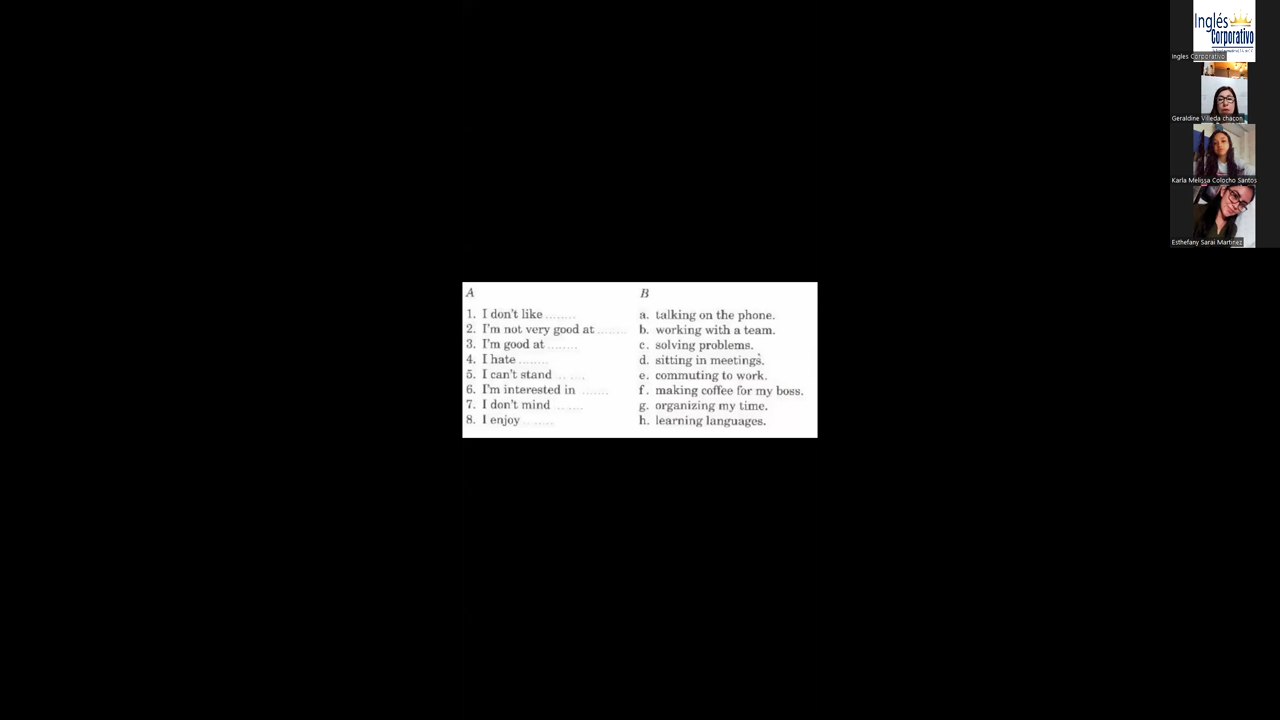 A
1. I don't like ........
2. I'm not very good at ........
3. I'm good at ........
4. I hate ........
5. I can't stand ........
6. I'm interested in ........
7. I don't mind ........
8. I enjoy ........
B
a. talking on the phone.
b. working with a team.
c. solving problems.
d. sitting in meetings.
e. commuting to work.
f. making coffee for my boss.
g. organizing my time.
h. learning languages.
Inglés
Corporativo
Ingles Corporativo
Geraldine Villeda chacon
Karla Melissa Colocho Santos
Esthefany Sarai Martinez